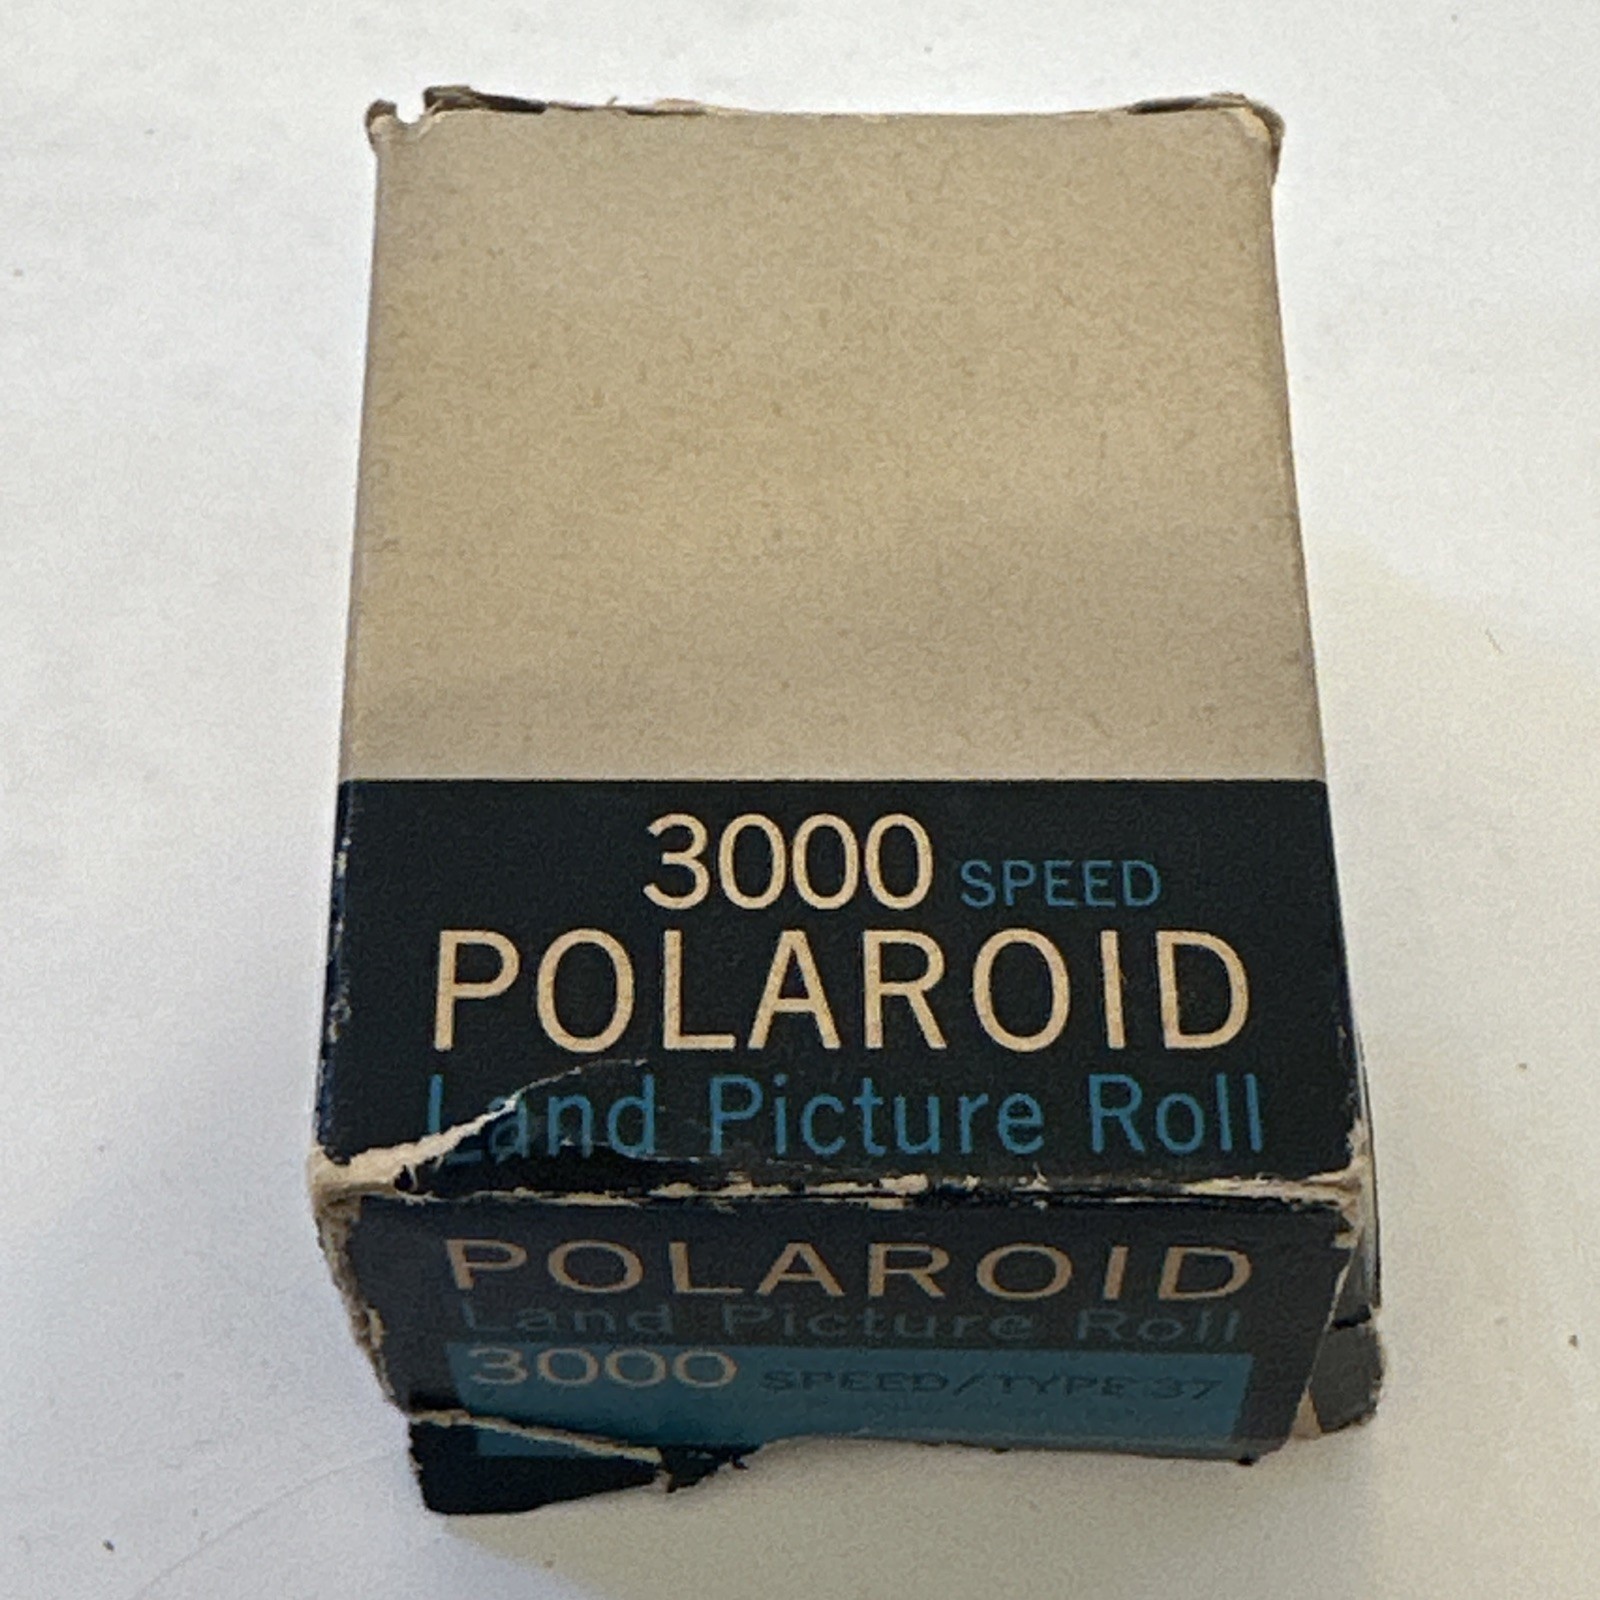 3000 SPEED
POLAROID
Land Picture Roll
POLAROID
Land Picture Roll
3000 SPEED/TYPE 37